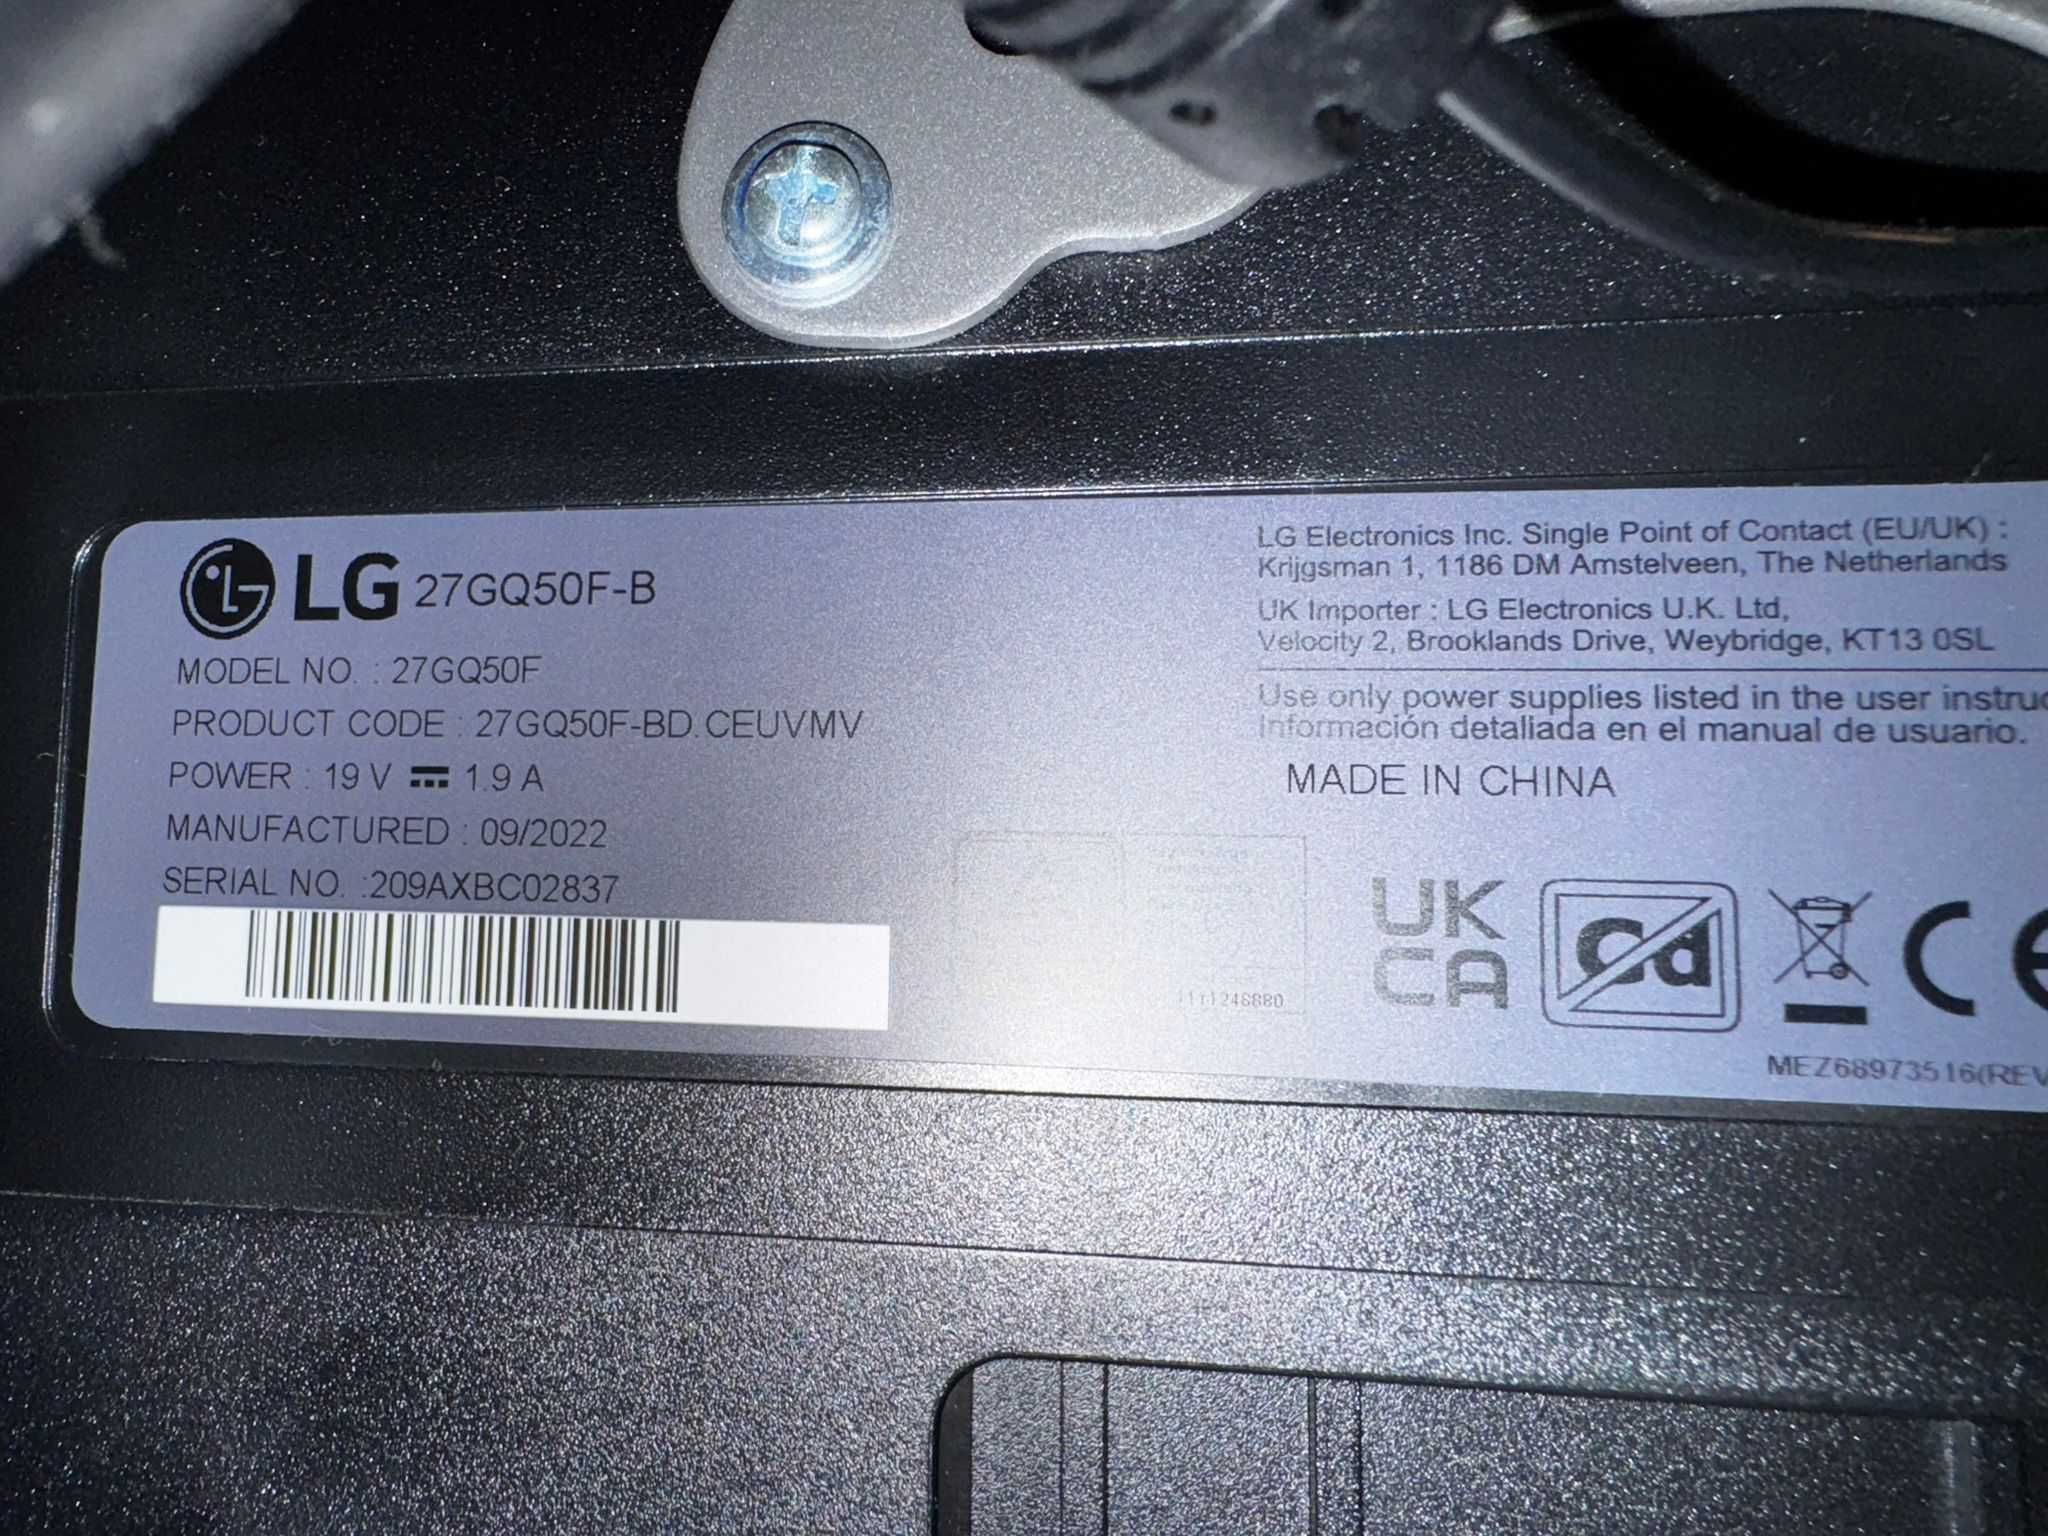 LG 27GQ50F-B
MODEL NO. : 27GQ50F
PRODUCT CODE : 27GQ50F-BD.CEUVMV
POWER : 19 V ⎓ 1.9 A
MANUFACTURED : 09/2022
SERIAL NO. :209AXBC02837
LG Electronics Inc. Single Point of Contact (EU/UK) :
Krijgsman 1, 1186 DM Amstelveen, The Netherlands
UK Importer : LG Electronics U.K. Ltd,
Velocity 2, Brooklands Drive, Weybridge, KT13 0SL
Use only power supplies listed in the user
Información detallada en el manual de usuario.
MADE IN CHINA
UK
CA
Cd
CE
MEZ68973516(REV